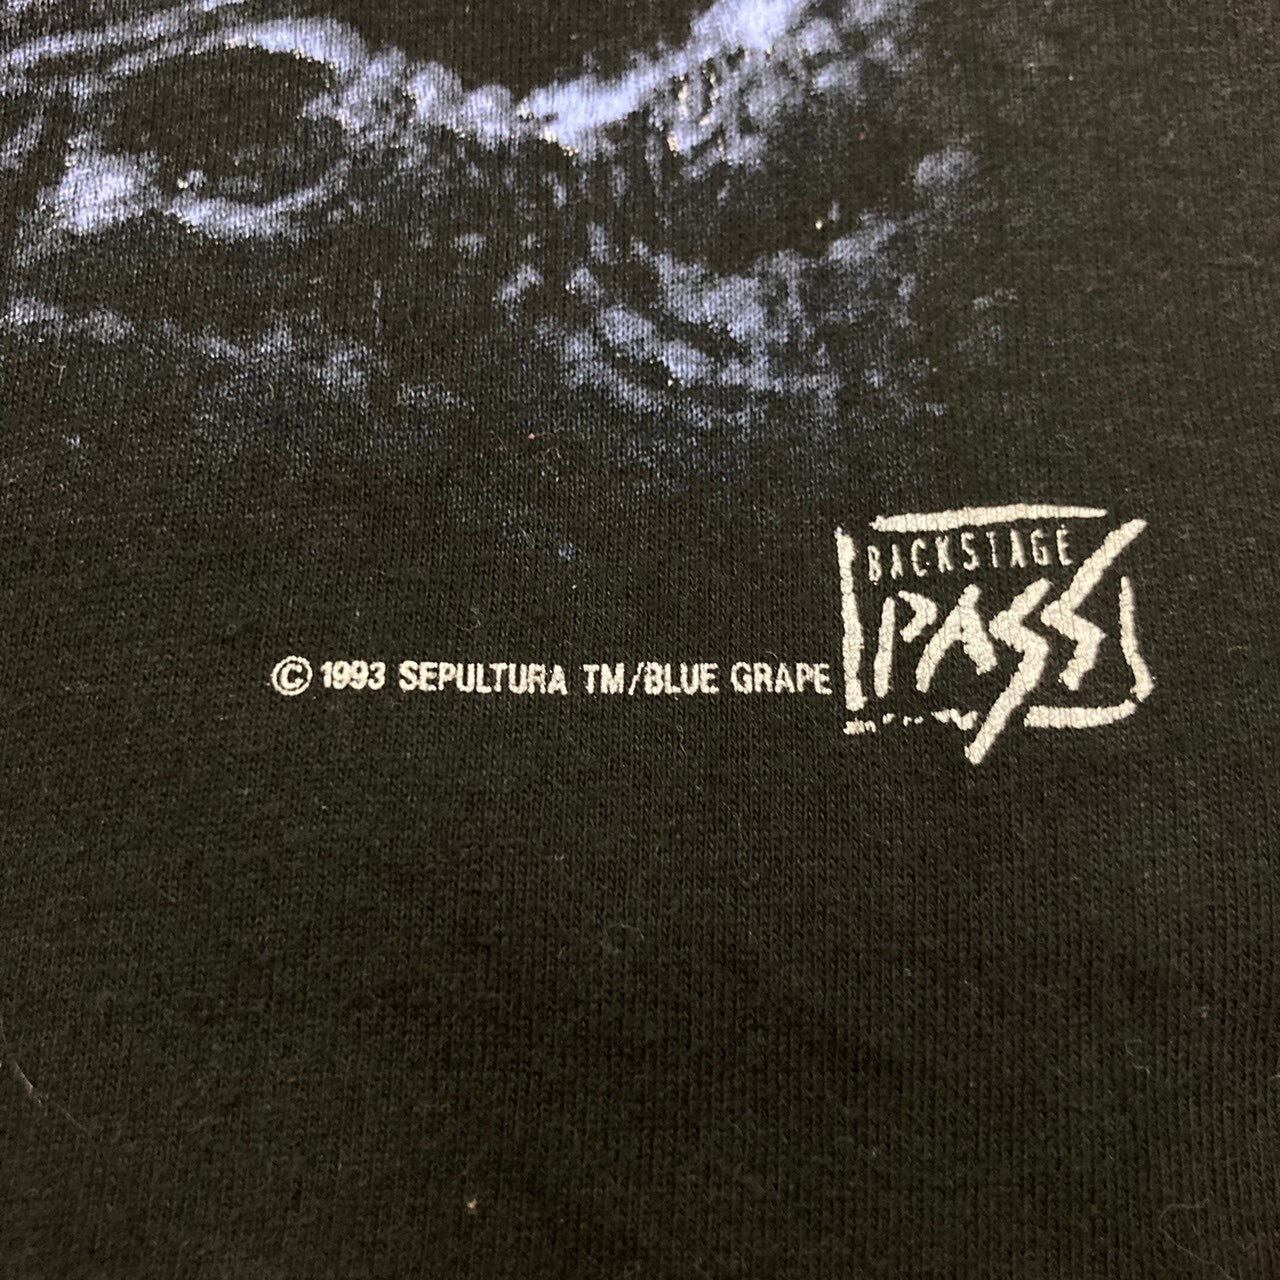 BACKSTAGE
PASS
© 1993 SEPULTURA TM/BLUE GRAPE